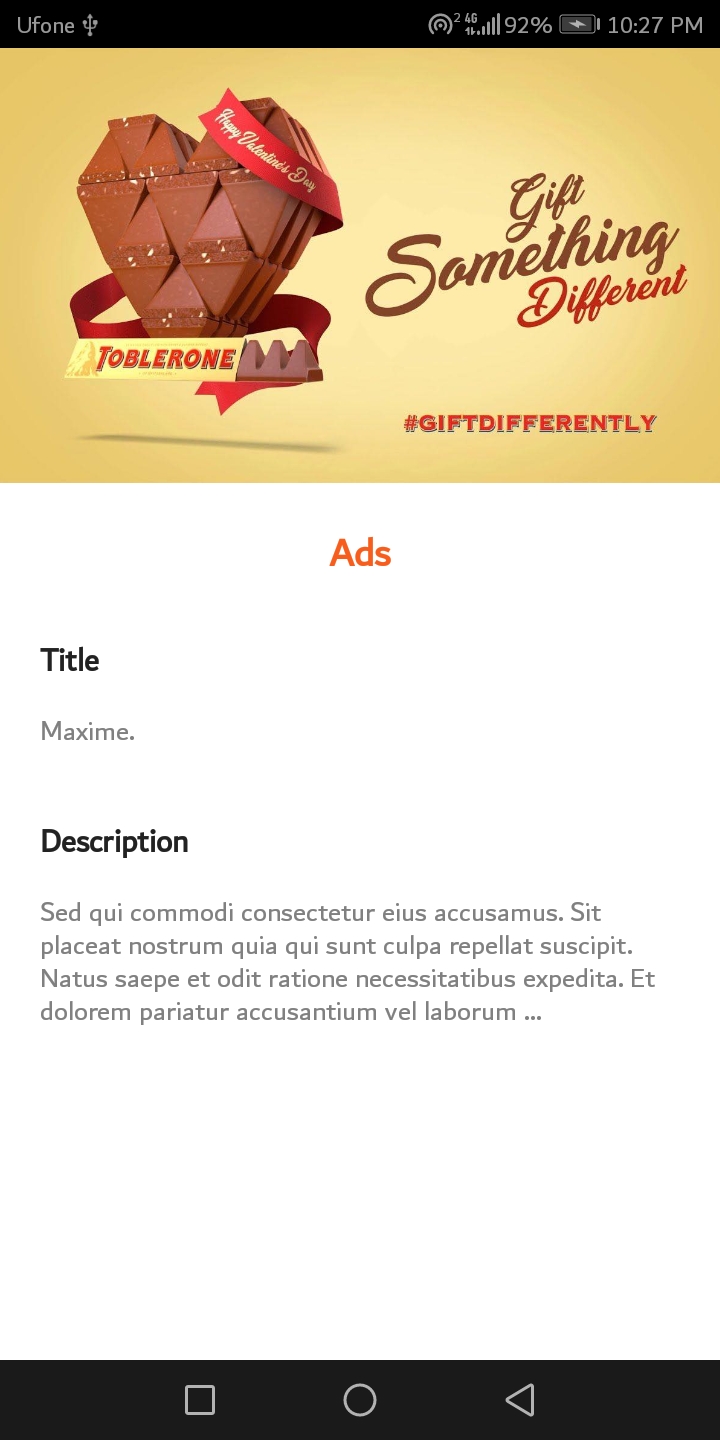 Ufone 2 4G 92% 10:27 PM
Happy Valentine's Day
Gift
Something
Different
TOBLERONE
#GIFTDIFFERENTLY
Ads
Title
Maxime.
Description
Sed qui commodi consectetur eius accusamus. Sit
placeat nostrum quia qui sunt culpa repellat suscipit.
Natus saepe et odit ratione necessitatibus expedita. Et
dolorem pariatur accusantium vel laborum ...